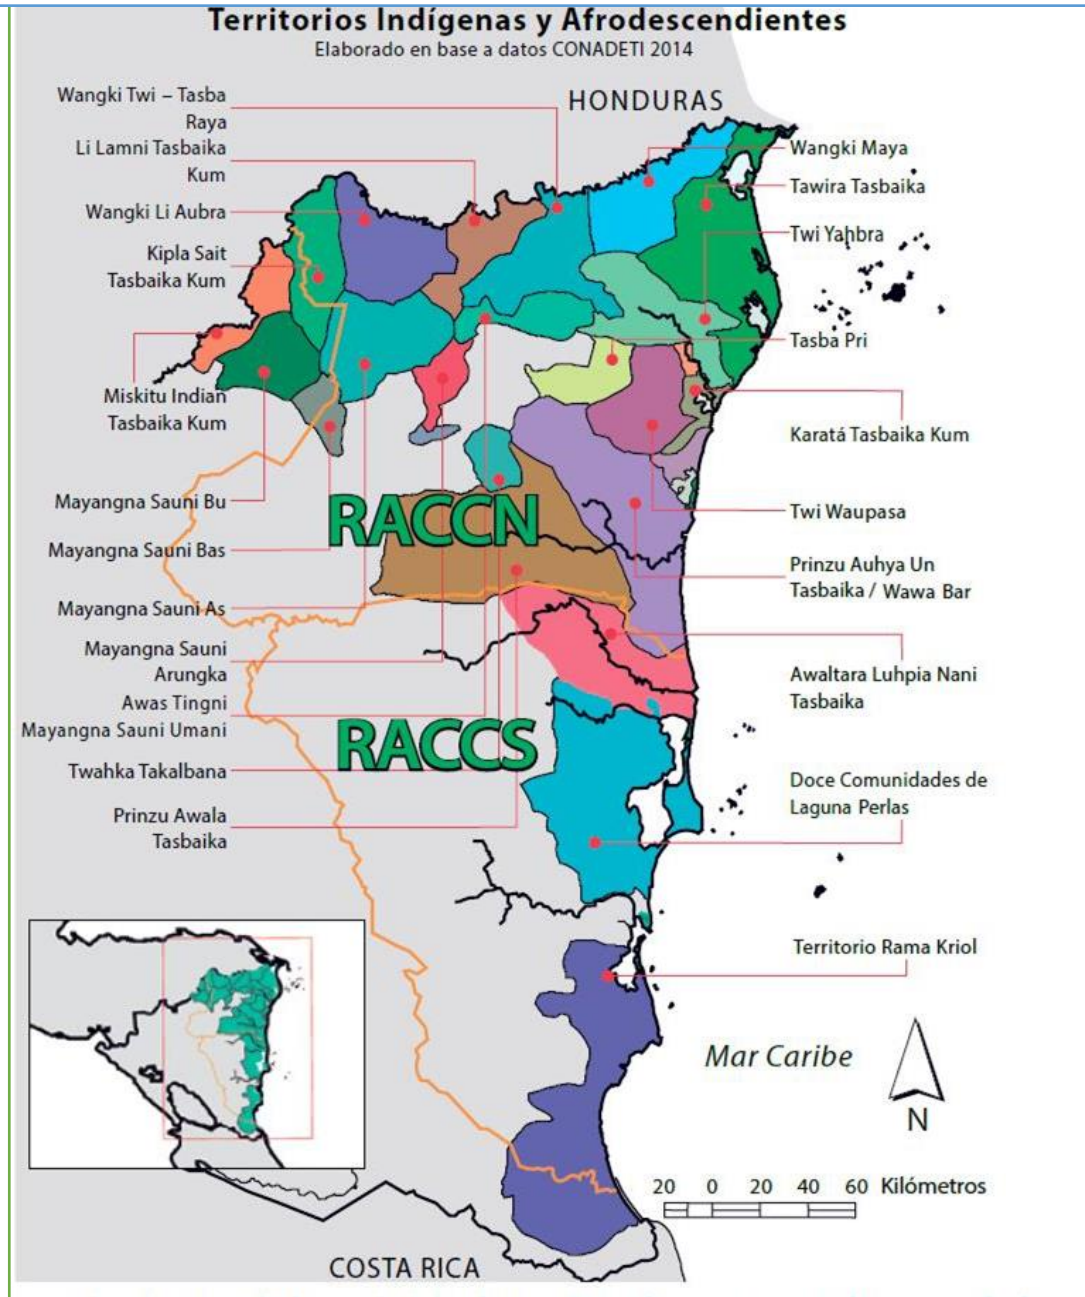 Territorios Indígenas y Afrodescendientes
Elaborado en base a datos CONADETI 2014
HONDURAS
Wangki Twi – Tasba
Raya
Li Lamni Tasbaika
Kum
Wangki Li Aubra
Kipla Sait
Tasbaika Kum
Miskitu Indian
Tasbaika Kum
Mayangna Sauni Bu
Mayangna Sauni Bas
Mayangna Sauni As
Mayangna Sauni
Arungka
Awas Tingni
Mayangna Sauni Umani
Twahka Takalbana
Prinzu Awala
Tasbaika
Wangki Maya
Tawira Tasbaika
Twi Yahbra
Tasba Pri
Karatá Tasbaika Kum
Twi Waupasa
Prinzu Auhya Un
Tasbaika / Wawa Bar
Awaltara Luhpia Nani
Tasbaika
Doce Comunidades de
Laguna Perlas
Territorio Rama Kriol
RACCN
RACCS
Mar Caribe
N
20 0 20 40 60 Kilómetros
COSTA RICA